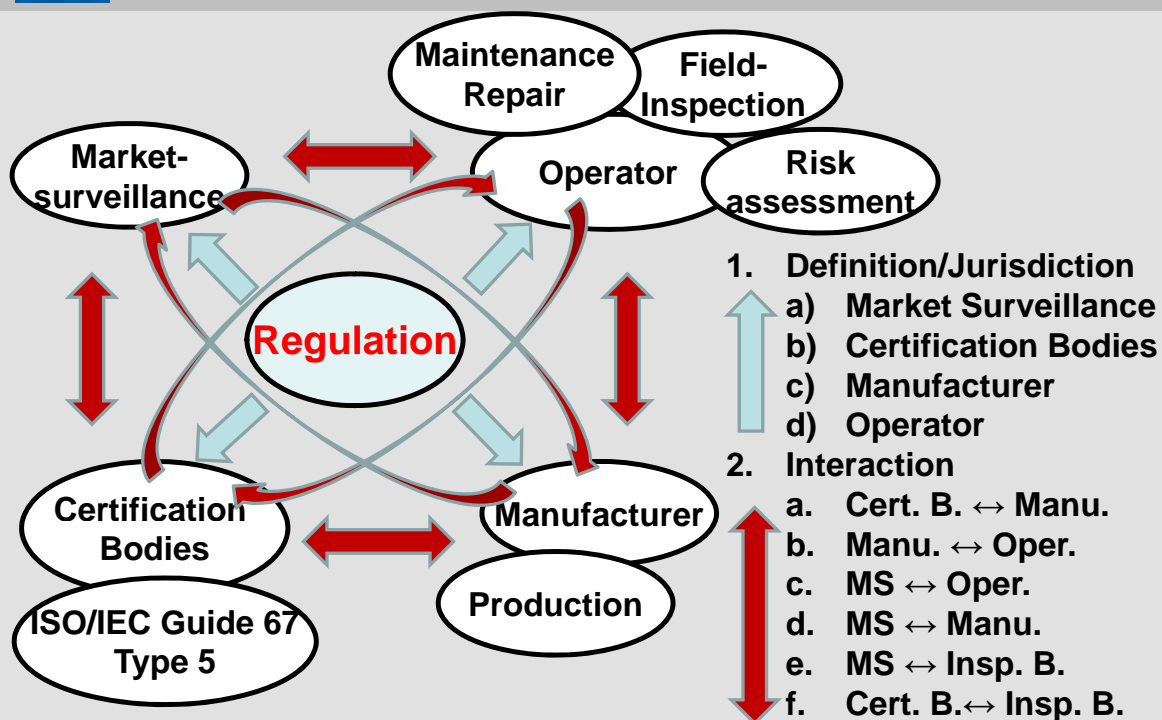 Maintenance
Repair
Field-
Inspection
Market-
surveillance
Operator
Risk
assessment
Regulation
Certification
Bodies
ISO/IEC Guide 67
Type 5
Manufacturer
Production
1. Definition/Jurisdiction
a) Market Surveillance
b) Certification Bodies
c) Manufacturer
d) Operator
2. Interaction
a. Cert. B. ↔ Manu.
b. Manu. ↔ Oper.
c. MS ↔ Oper.
d. MS ↔ Manu.
e. MS ↔ Insp. B.
f. Cert. B.↔ Insp. B.